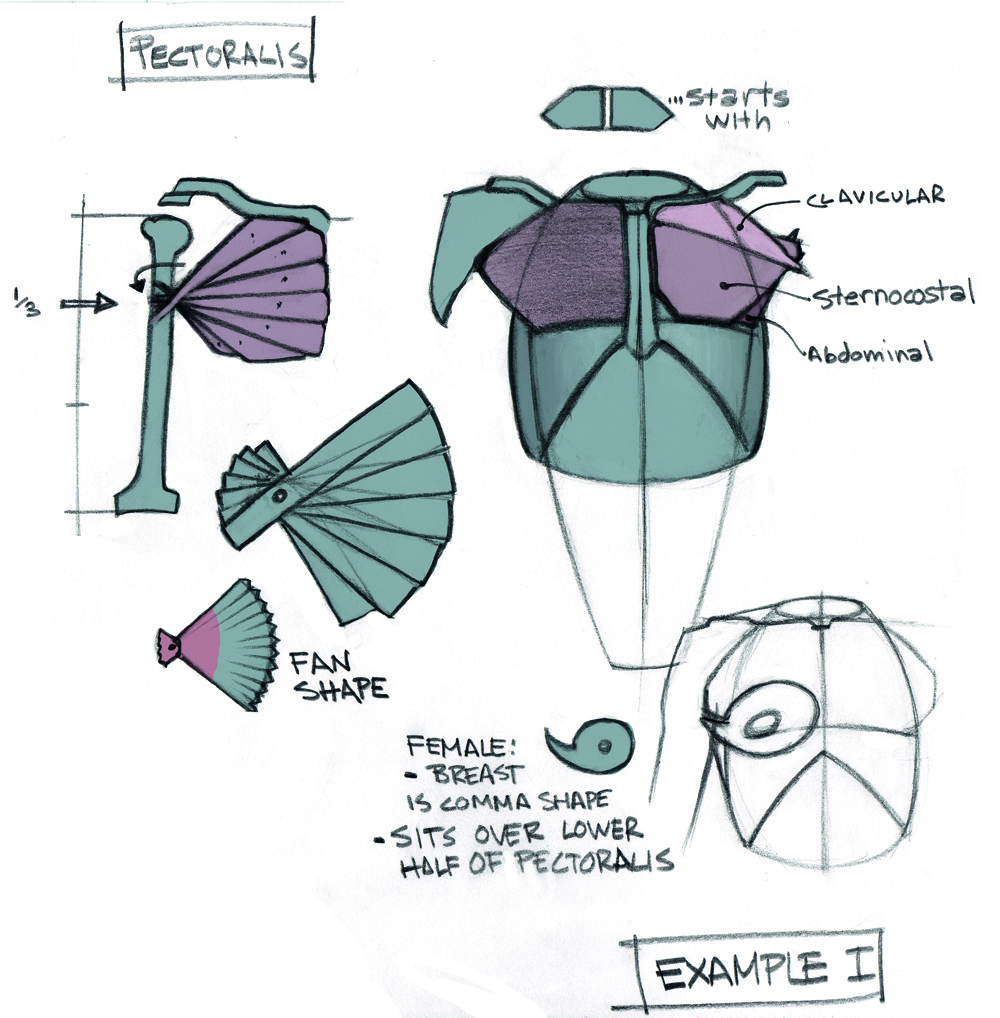 PECTORALIS
...starts
with
CLAVICULAR
Sternocostal
Abdominal
1/3
FAN
SHAPE
FEMALE:
- BREAST
IS COMMA SHAPE
- SITS OVER LOWER
HALF OF PECTORALIS
EXAMPLE I